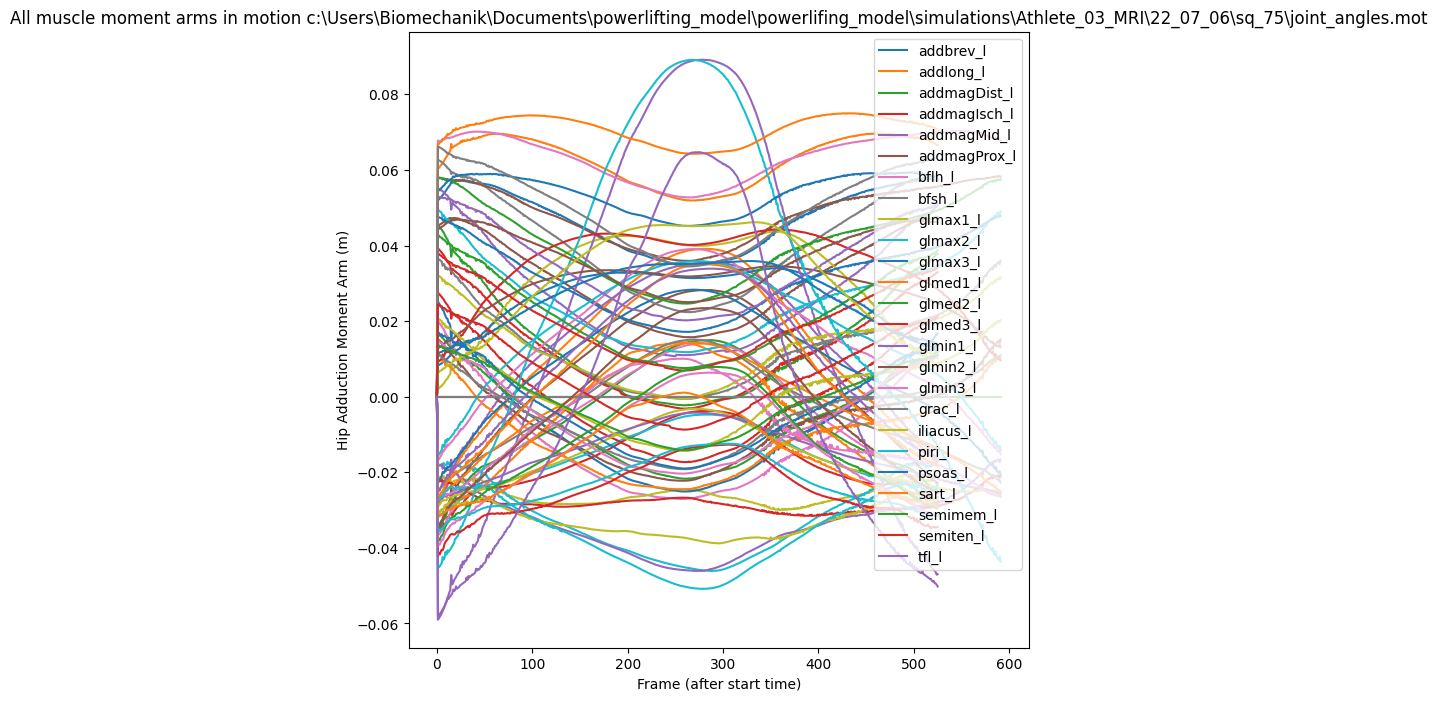 All muscle moment arms in motion c:\Users\Biomechanik\Documents\powerlifting_model\powerlifing_model\simulations\Athlete_03_MRI\22_07_06\sq_75\joint_angles.mot
Hip Adduction Moment Arm (m)
0.08
0.06
0.04
0.02
0.00
−0.02
−0.04
−0.06
0 100 200 300 400 500 600
Frame (after start time)
addbrev_l
addlong_l
addmagDist_l
addmagIsch_l
addmagMid_l
addmagProx_l
bflh_l
bfsh_l
glmax1_l
glmax2_l
glmax3_l
glmed1_l
glmed2_l
glmed3_l
glmin1_l
glmin2_l
glmin3_l
grac_l
iliacus_l
piri_l
psoas_l
sart_l
semimem_l
semiten_l
tfl_l